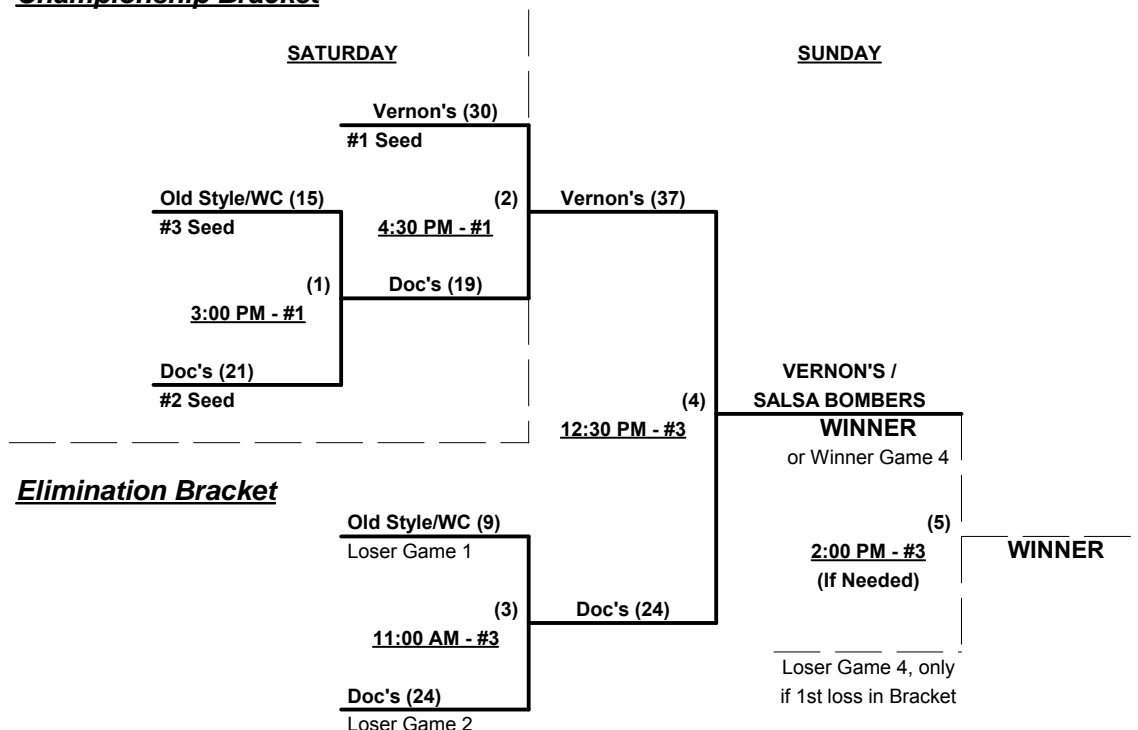 Championship Bracket
SATURDAY
SUNDAY
Vernon's (30)
#1 Seed
Old Style/WC (15)
(2)
Vernon's (37)
#3 Seed
4:30 PM - #1
(1)
Doc's (19)
3:00 PM - #1
Doc's (21)
VERNON'S /
#2 Seed
(4)
SALSA BOMBERS
12:30 PM - #3
WINNER
or Winner Game 4
Elimination Bracket
Old Style/WC (9)
(5)
Loser Game 1
2:00 PM - #3
WINNER
(If Needed)
(3)
Doc's (24)
11:00 AM - #3
Loser Game 4, only
Doc's (24)
if 1st loss in Bracket
Loser Game 2